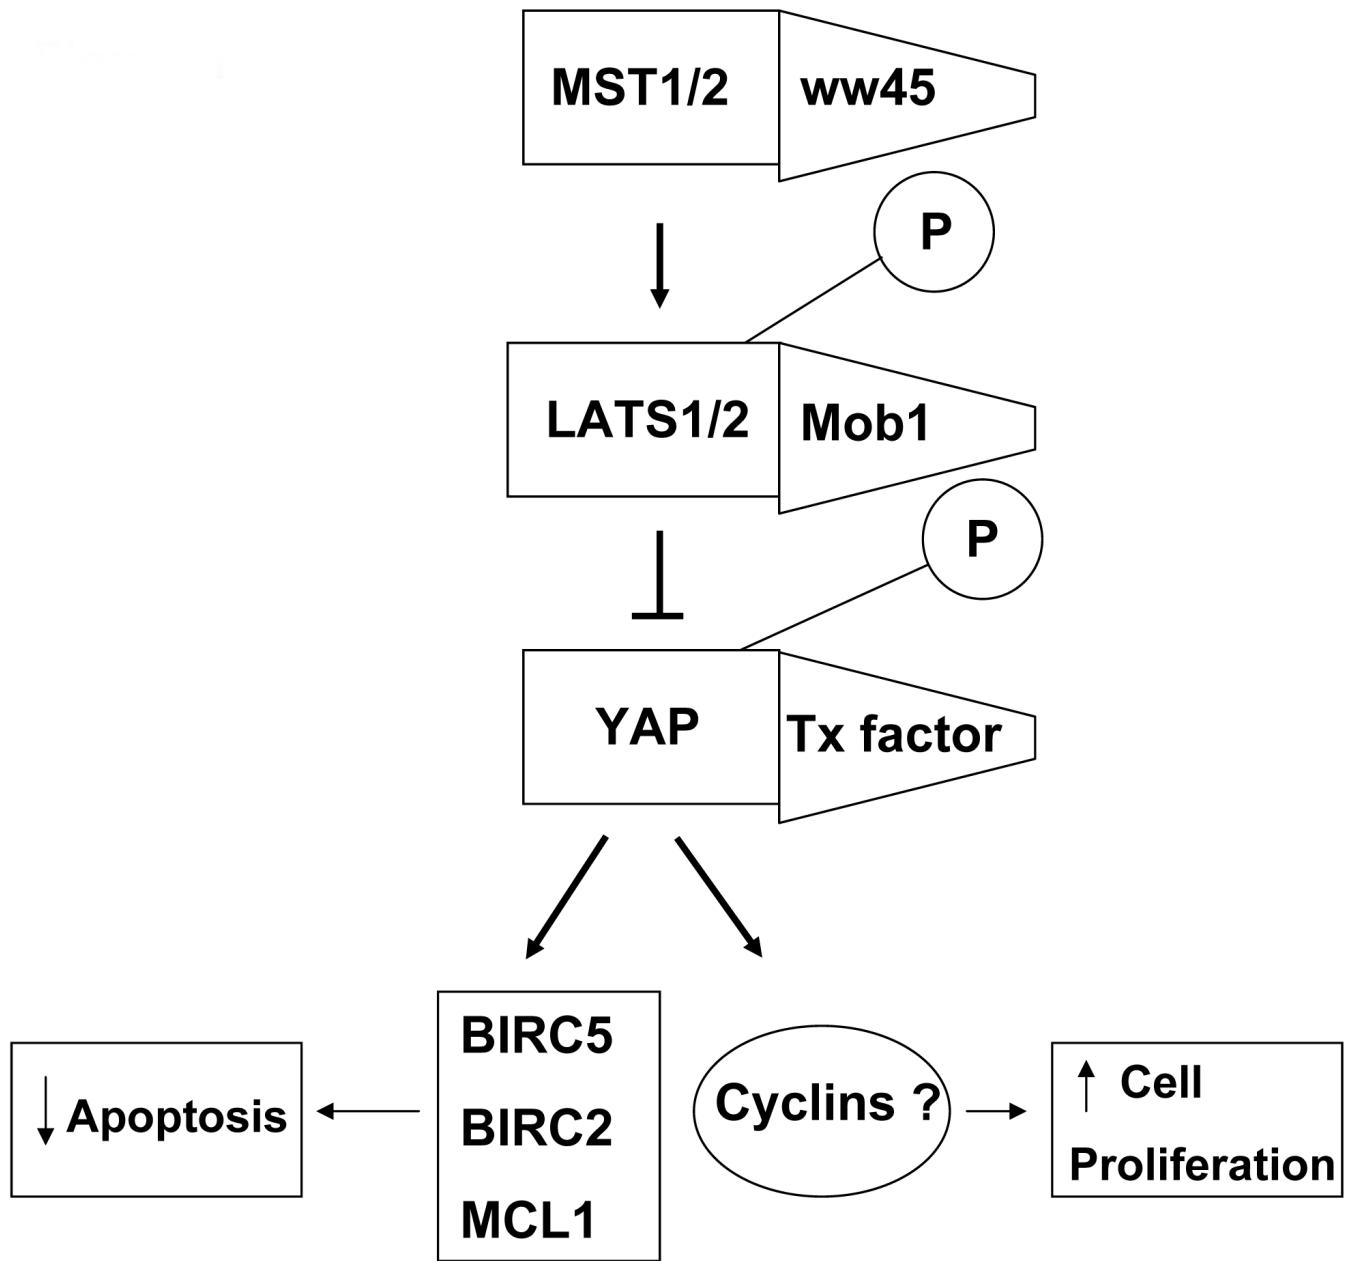 MST1/2 ww45
P
LATS1/2 Mob1
P
YAP Tx factor
BIRC5
BIRC2
MCL1
Apoptosis
Cyclins ?
Cell
Proliferation